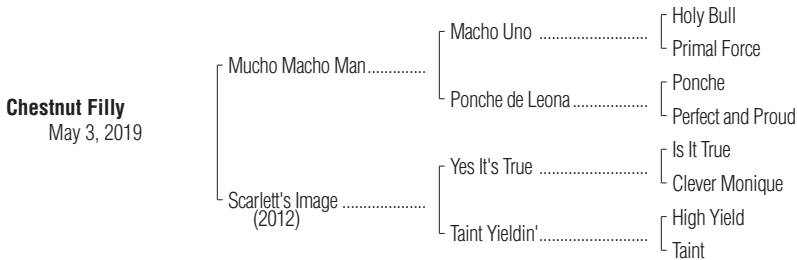 Holy Bull
Macho Uno ..........................
Primal Force
Mucho Macho Man..............
Ponche
Ponche de Leona..................
Perfect and Proud
Chestnut Filly
May 3, 2019
Is It True
Yes It's True ..........................
Clever Monique
Scarlett's Image ....................
(2012)
High Yield
Taint Yieldin'..........................
Taint